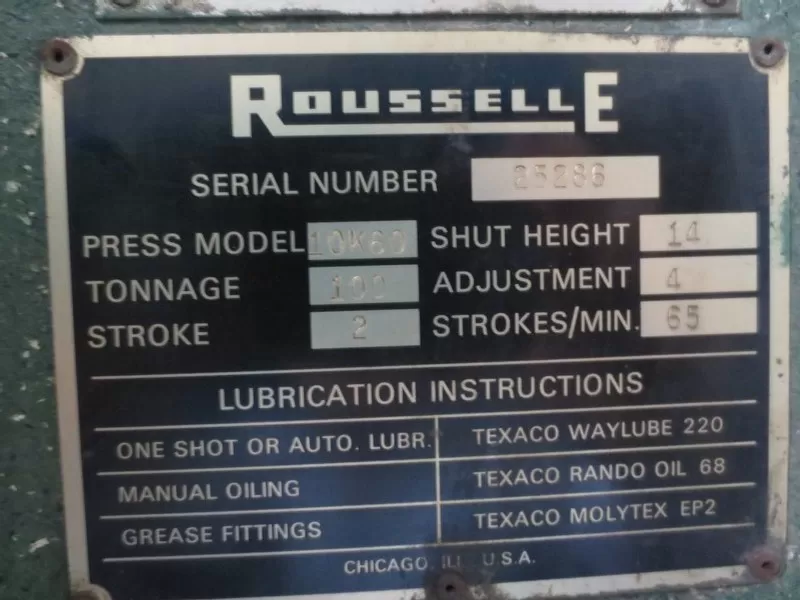 ROUSSELLE
SERIAL NUMBER 25286
PRESS MODEL 10K60 SHUT HEIGHT 14
TONNAGE 100 ADJUSTMENT 4
STROKE 2 STROKES/MIN. 65
LUBRICATION INSTRUCTIONS
ONE SHOT OR AUTO. LUBR. TEXACO WAYLUBE 220
MANUAL OILING TEXACO RANDO OIL 68
GREASE FITTINGS TEXACO MOLYTEX EP2
CHICAGO, ILL. U.S.A.